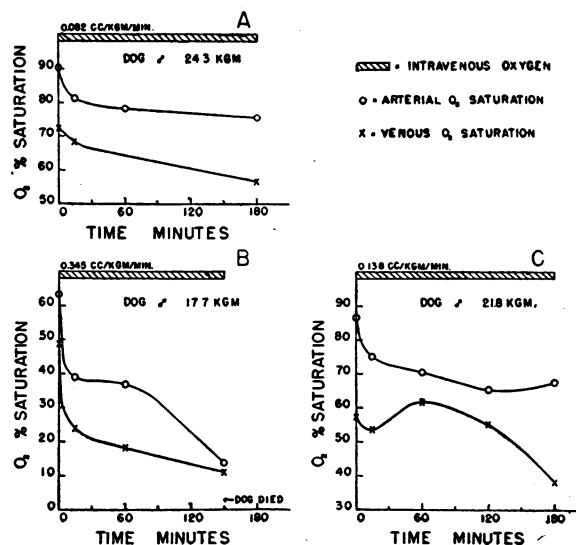 A
0.082 CC/KGM/MIN.
DOG ♂ 24.3 KGM
= INTRAVENOUS OXYGEN
o = ARTERIAL O₂ SATURATION
x = VENOUS O₂ SATURATION
O₂ % SATURATION
90
80
70
60
50
0 60 120 180
TIME MINUTES
B
0.345 CC/KGM/MIN.
DOG ♂ 17.7 KGM
O₂ % SATURATION
60
50
40
30
20
10
0
←DOG DIED
0 60 120 180
TIME MINUTES
C
0.138 CC/KGM/MIN.
DOG ♂ 21.8 KGM.
O₂ % SATURATION
90
80
70
60
50
40
30
0 60 120 180
TIME MINUTES